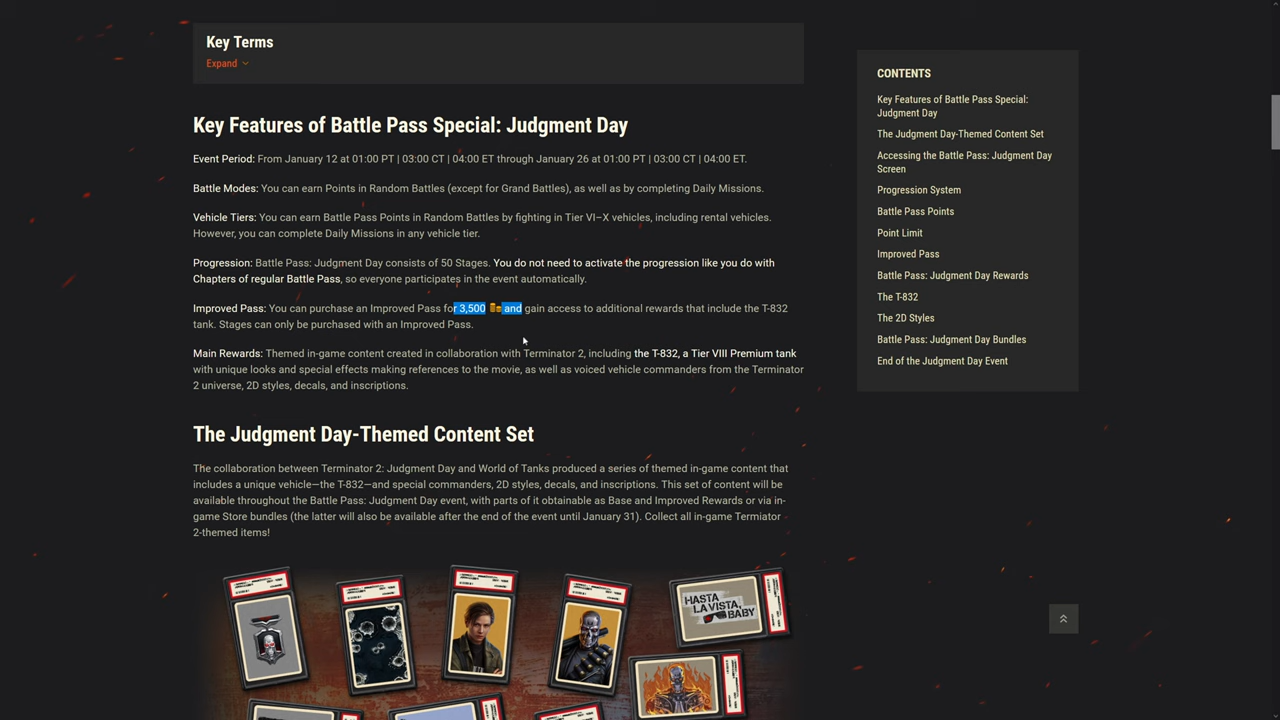 Key Terms
Expand
Key Features of Battle Pass Special: Judgment Day
Event Period: From January 12 at 01:00 PT | 03:00 CT | 04:00 ET through January 26 at 01:00 PT | 03:00 CT | 04:00 ET.
Battle Modes: You can earn Points in Random Battles (except for Grand Battles), as well as by completing Daily Missions.
Vehicle Tiers: You can earn Battle Pass Points in Random Battles by fighting in Tier VI–X vehicles, including rental vehicles.
However, you can complete Daily Missions in any vehicle tier.
Progression: Battle Pass: Judgment Day consists of 50 Stages. You do not need to activate the progression like you do with
Chapters of regular Battle Pass, so everyone participates in the event automatically.
Improved Pass: You can purchase an Improved Pass for 3,500 and gain access to additional rewards that include the T-832
tank. Stages can only be purchased with an Improved Pass.
Main Rewards: Themed in-game content created in collaboration with Terminator 2, including the T-832, a Tier VIII Premium tank
with unique looks and special effects making references to the movie, as well as voiced vehicle commanders from the Terminator
2 universe, 2D styles, decals, and inscriptions.
The Judgment Day-Themed Content Set
The collaboration between Terminator 2: Judgment Day and World of Tanks produced a series of themed in-game content that
includes a unique vehicle—the T-832—and special commanders, 2D styles, decals, and inscriptions. This set of content will be
available throughout the Battle Pass: Judgment Day event, with parts of it obtainable as Base and Improved Rewards or via in-
game Store bundles (the latter will also be available after the end of the event until January 31). Collect all in-game Termiator
2-themed items!
HASTA
LA VISTA,
BABY
CONTENTS
Key Features of Battle Pass Special:
Judgment Day
The Judgment Day-Themed Content Set
Accessing the Battle Pass: Judgment Day
Screen
Progression System
Battle Pass Points
Point Limit
Improved Pass
Battle Pass: Judgment Day Rewards
The T-832
The 2D Styles
Battle Pass: Judgment Day Bundles
End of the Judgment Day Event